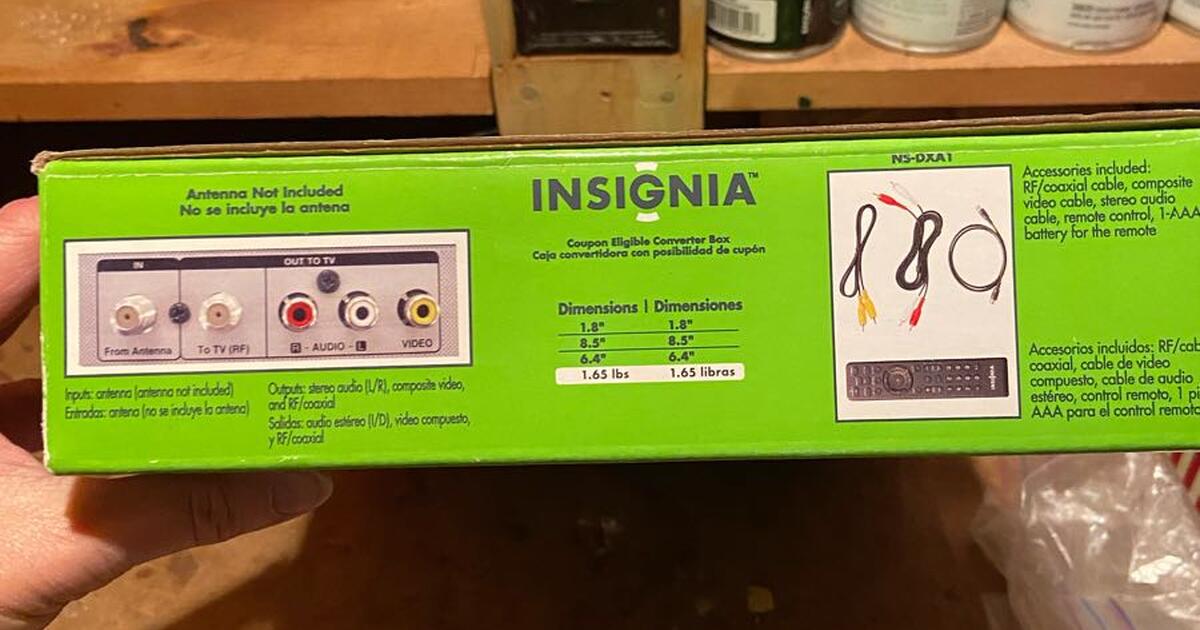 Antenna Not Included
No se incluye la antena
IN
OUT TO TV
From Antenna
To TV (RF)
R - AUDIO - L
VIDEO
Inputs: antenna (antenna not included)
Entradas: antena (no se incluye la antena)
Outputs: stereo audio (L/R), composite video,
and RF/coaxial
Salidas: audio estéreo (I/D), video compuesto,
y RF/coaxial
INSIGNIA™
Coupon Eligible Converter Box
Caja convertidora con posibilidad de cupón
Dimensions | Dimensiones
1.8" 1.8"
8.5" 8.5"
6.4" 6.4"
1.65 lbs 1.65 libras
NS-DXA1
INSIGNIA
Accessories included:
RF/coaxial cable, composite
video cable, stereo audio
cable, remote control, 1-AAA
battery for the remote
Accesorios incluidos: RF/cab
coaxial, cable de video
compuesto, cable de audio
estéreo, control remoto, 1 pi
AAA para el control remoto